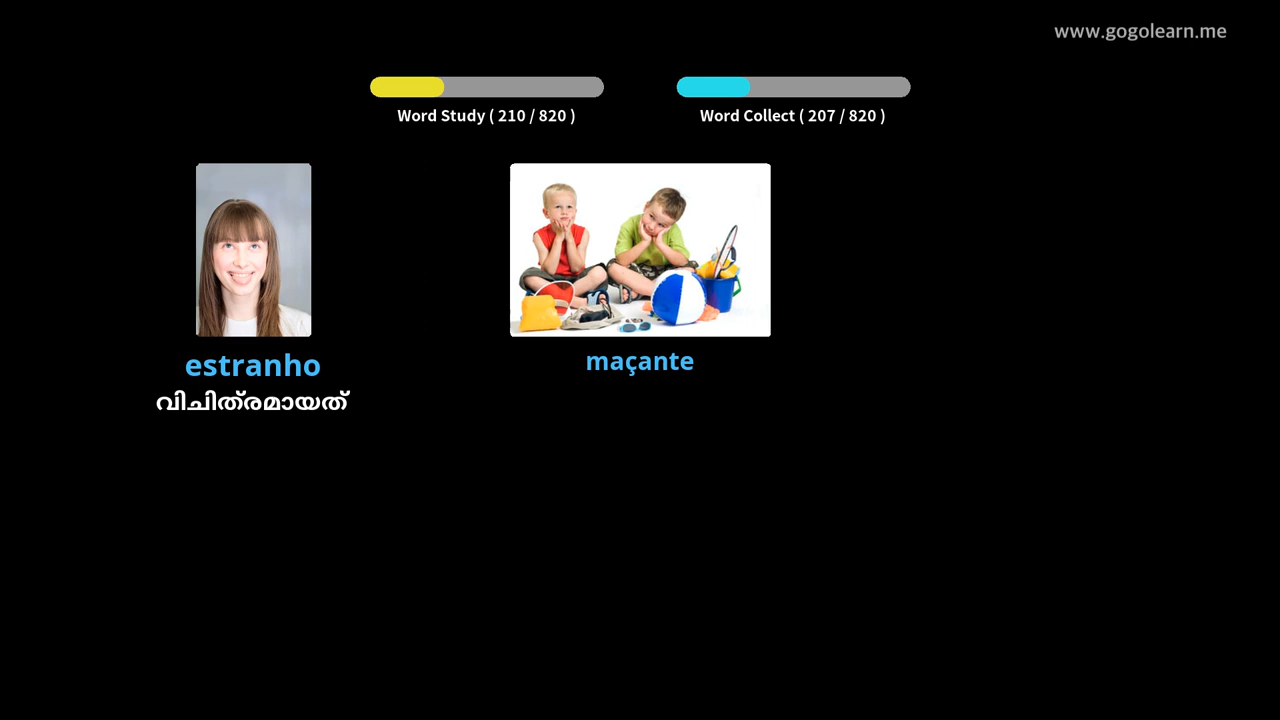 www.gogolearn.me
Word Study ( 210 / 820 )
Word Collect ( 207 / 820 )
estranho
വിചിത്രമായത്
maçante